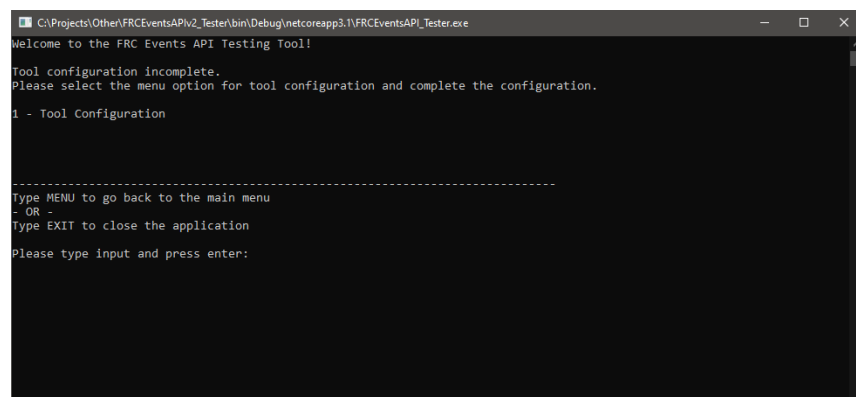 C:\Projects\Other\FRCEventsAPIv2_Tester\bin\Debug\netcoreapp3.1\FRCEventsAPI_Tester.exe
Welcome to the FRC Events API Testing Tool!
Tool configuration incomplete.
Please select the menu option for tool configuration and complete the configuration.
1 - Tool Configuration
--------------------------------------------------------------------------------
Type MENU to go back to the main menu
- OR -
Type EXIT to close the application
Please type input and press enter: